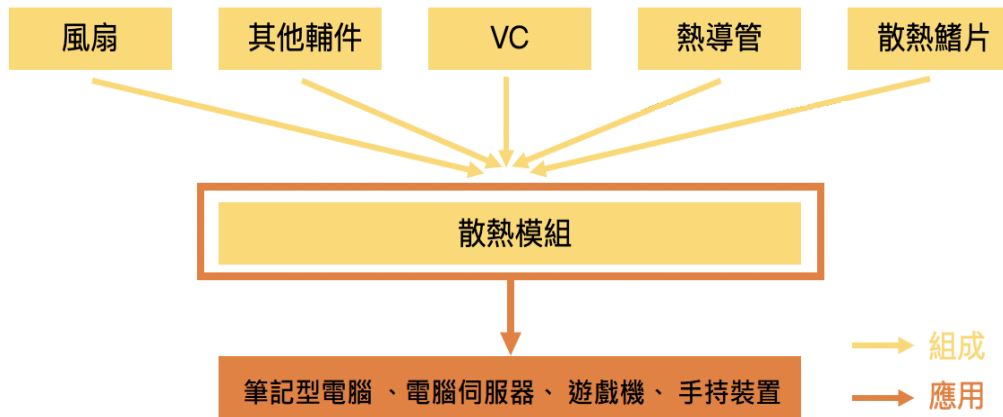 風扇
其他輔件
VC
熱導管
散熱鰭片
散熱模組
組成
筆記型電腦、電腦伺服器、遊戲機、手持裝置
應用